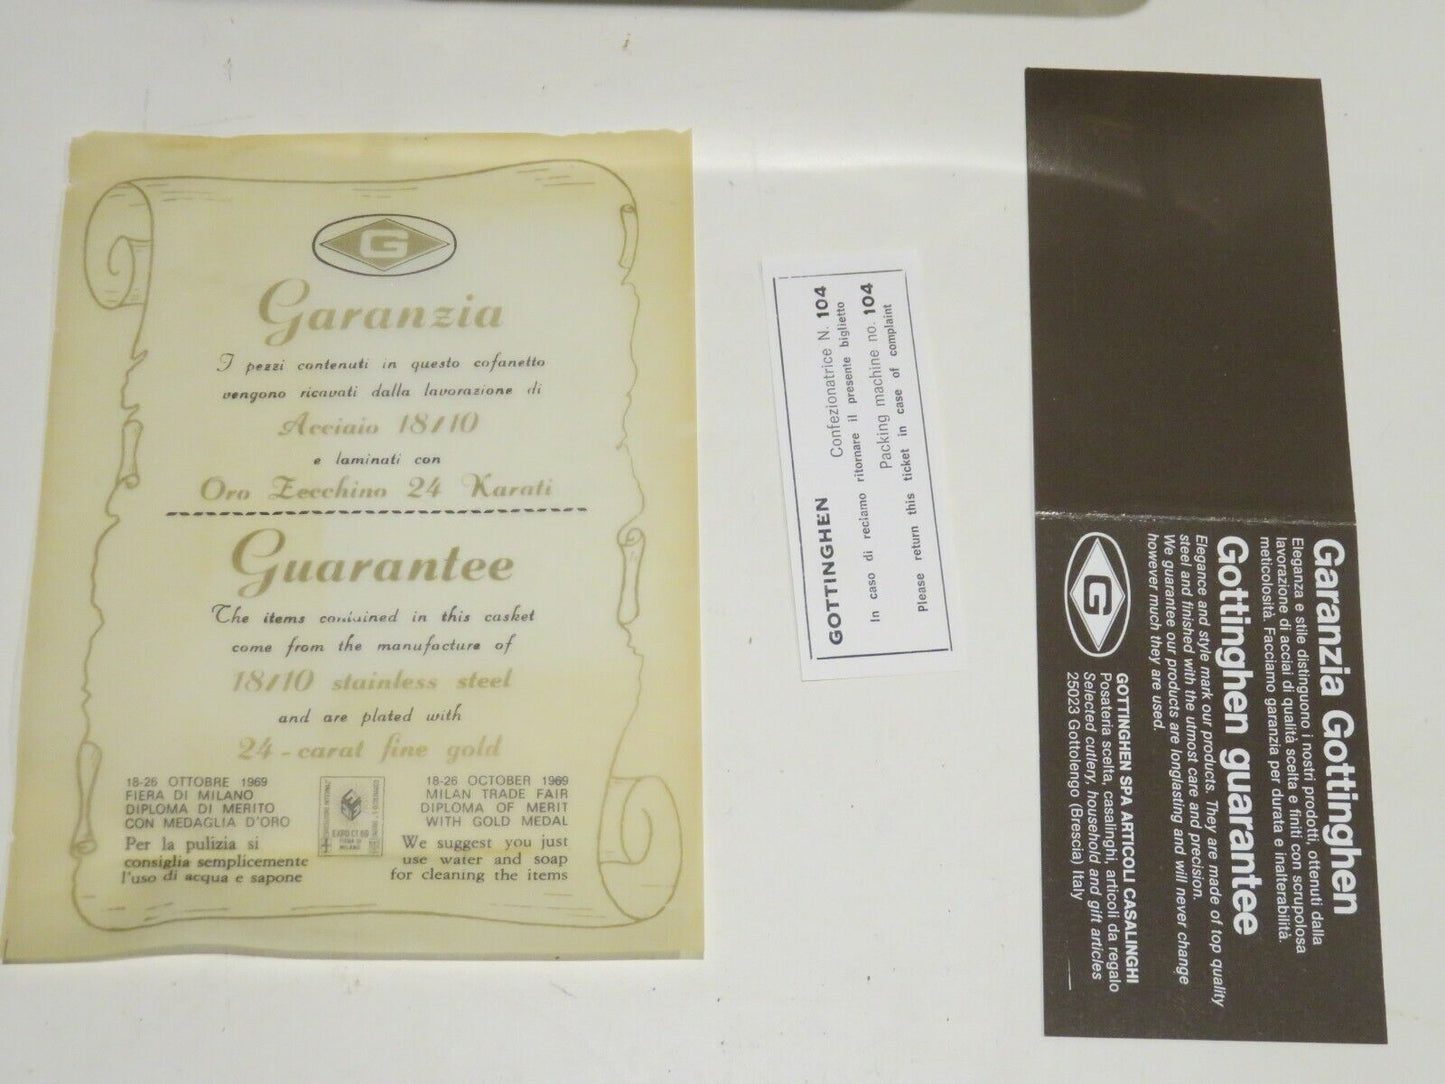 G
Garanzia
I pezzi contenuti in questo cofanetto
vengono ricavati dalla lavorazione di
Acciaio 18/10
e laminati con
Oro Zecchino 24 Karati
Guarantee
The items contained in this casket
come from the manufacture of
18/10 stainless steel
and are plated with
24-carat fine gold
18-26 OTTOBRE 1969
FIERA DI MILANO
DIPLOMA DI MERITO
CON MEDAGLIA D'ORO
Per la pulizia si
consiglia semplicemente
l'uso di acqua e sapone
EXPO CT 69
FIERA DI
MILANO
18-26 OCTOBER 1969
MILAN TRADE FAIR
DIPLOMA OF MERIT
WITH GOLD MEDAL
We suggest you just
use water and soap
for cleaning the items
GOTTINGHEN Confezionatrice N. 104
In caso di reclamo ritornare il presente biglietto
Packing machine no. 104
Please return this ticket in case of complaint
Garanzia Gottinghen
Eleganza e stile distinguono i nostri prodotti, ottenuti dalla
lavorazione di acciai di qualità scelta e finiti con scrupolosa
meticolosità. Facciamo garanzia per durata e inalterabilità.
Gottinghen guarantee
Elegance and style mark our products. They are made of top quality
steel and finished with the utmost care and precision.
We guarantee our products are longlasting and will never change
however much they are used.
G
GOTTINGHEN SPA ARTICOLI CASALINGHI
Posateria scelta, casalinghi, articoli da regalo
Selected cutlery, household and gift articles
25023 Gottolengo (Brescia) Italy